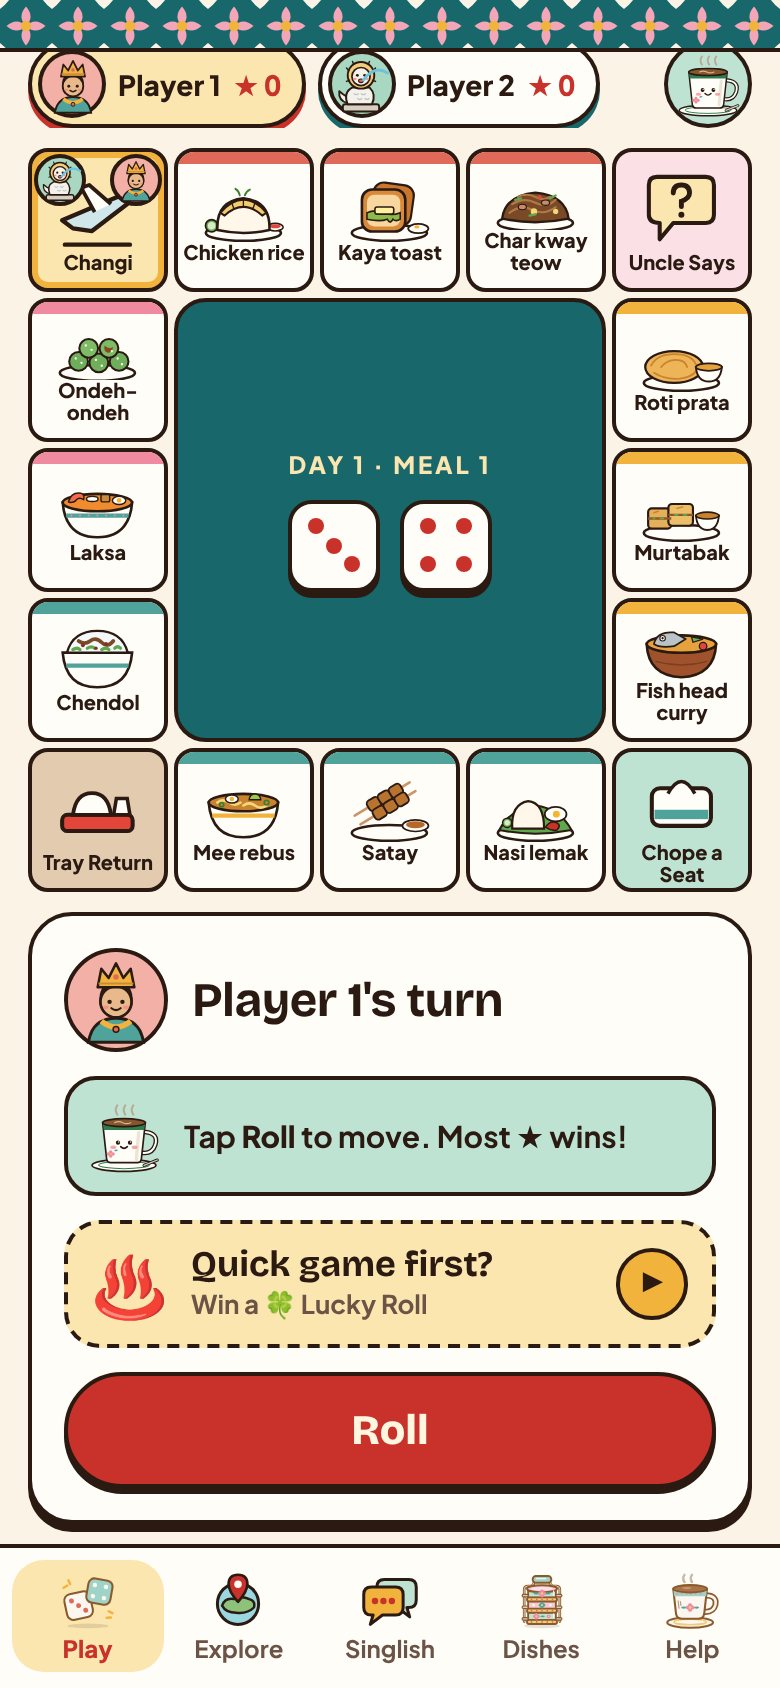 Player 1 ★ 0
Player 2 ★ 0
Changi
Chicken rice
Kaya toast
Char kway
teow
Uncle Says
Ondeh-
ondeh
Roti prata
DAY 1 · MEAL 1
Laksa
Murtabak
Chendol
Fish head
curry
Tray Return
Mee rebus
Satay
Nasi lemak
Chope a
Seat
Player 1's turn
Tap Roll to move. Most ★ wins!
Quick game first?
Win a 🍀 Lucky Roll
Roll
Play
Explore
Singlish
Dishes
Help